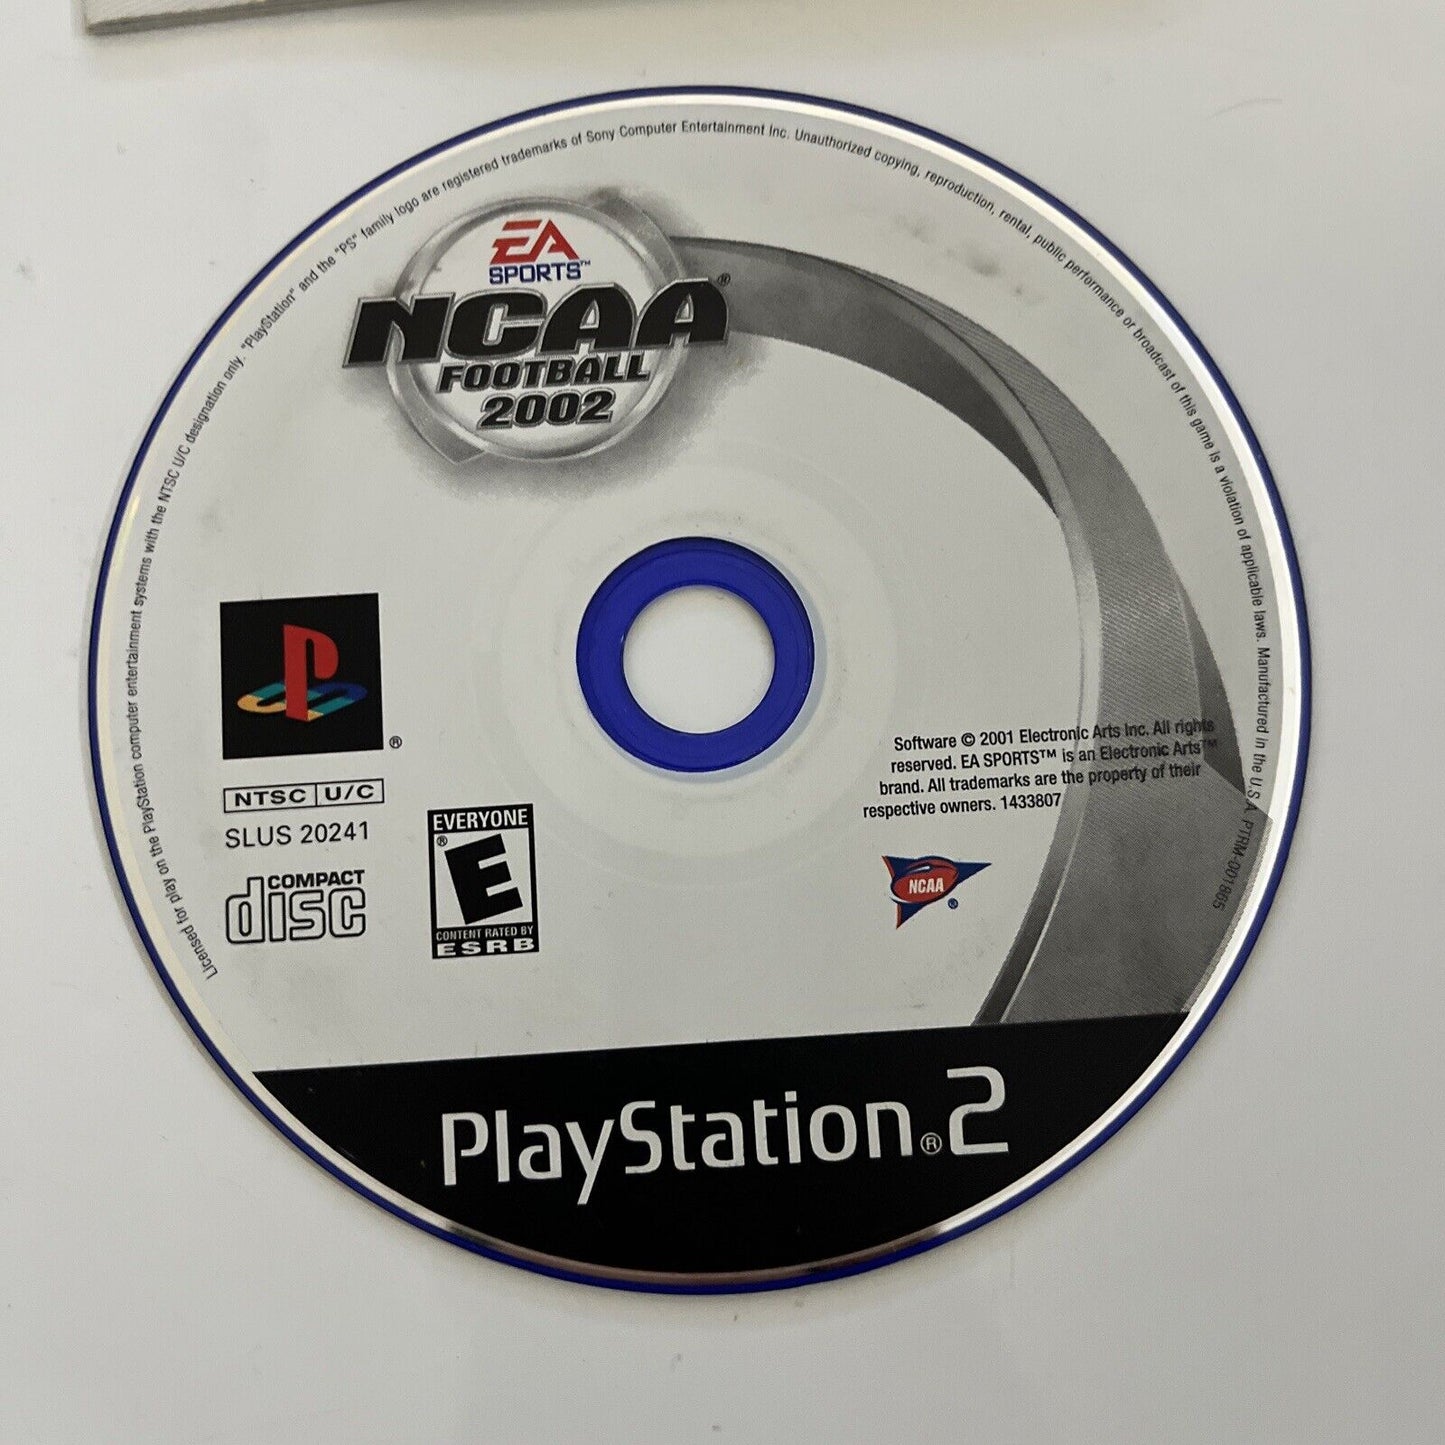 Licensed for play on the PlayStation computer entertainment systems with the NTSC U/C designation only. "PlayStation" and the "PS" family logo are registered trademarks of Sony Computer Entertainment Inc. Unauthorized copying, reproduction, rental, public performance or broadcast of this game is a violation of applicable laws. Manufactured in the U.S.A. PTRM-001865
EA
SPORTS™
NCAA®
FOOTBALL
2002
®
NTSC U/C
SLUS 20241
COMPACT
disc
EVERYONE
®
E
CONTENT RATED BY
ESRB
Software © 2001 Electronic Arts Inc. All rights
reserved. EA SPORTS™ is an Electronic Arts™
brand. All trademarks are the property of their
respective owners. 1433807
NCAA
®
PlayStation®2